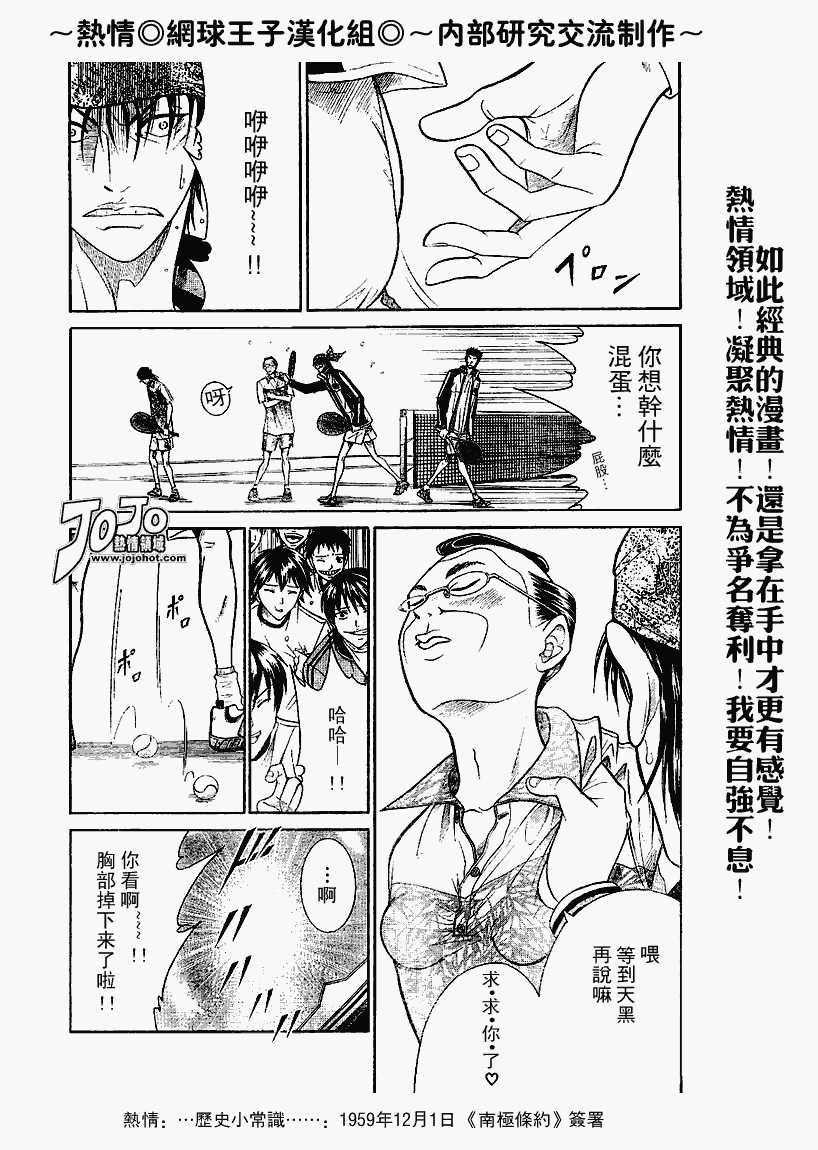 ～熱情◎網球王子漢化組◎～内部研究交流制作～
如此經典的漫畫！還是拿在手中才更有感覺！
熱情領域！凝聚熱情！不為爭名奪利！我要自強不息！
ペロン
咿咿咿咿~~~!!
你想幹什麼
混蛋…
屁股…
呀
喂
等到天黑
再說嘛
求・求・你・了♡
哈哈—!!
ポロ
ポロ
JOJO
熱情領域
www.jojohot.com
…啊
你看啊~~~!!
胸部掉下来了啦!!
熱情：…歷史小常識……：1959年12月1日《南極條約》簽署